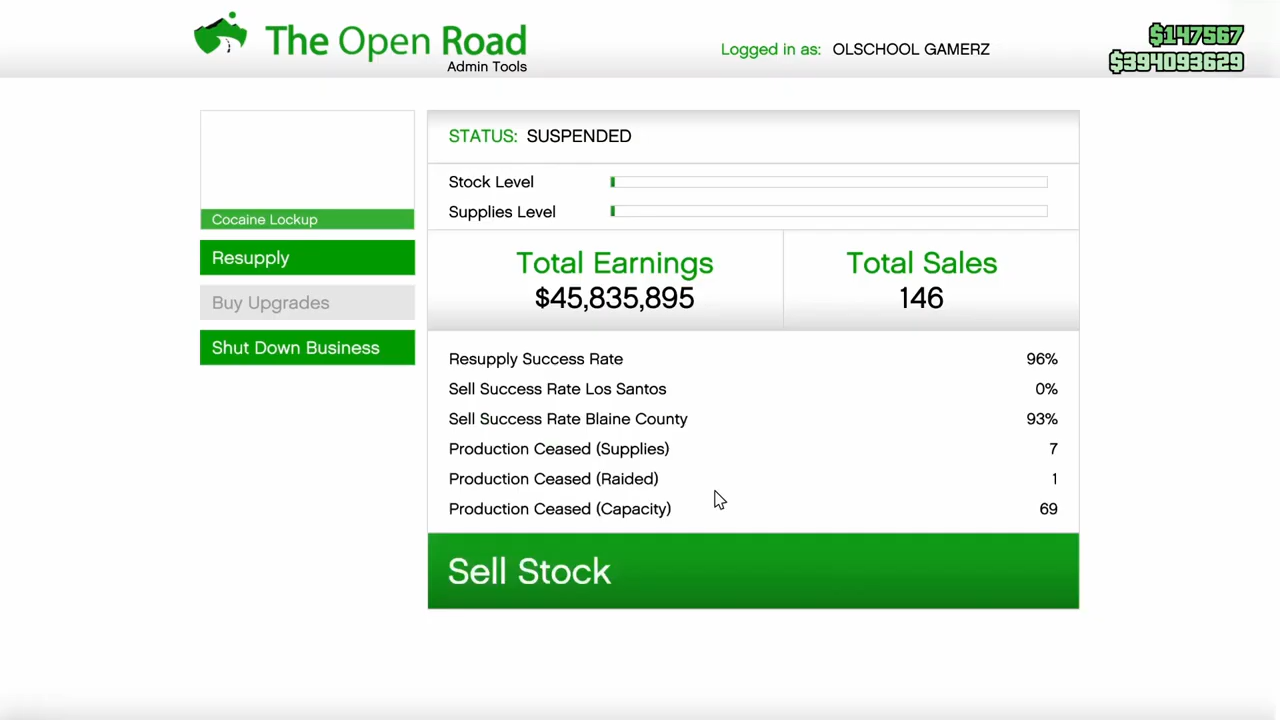 The Open Road
Admin Tools
Logged in as: OLSCHOOL GAMERZ
$147567
$394093629
Cocaine Lockup
Resupply
Buy Upgrades
Shut Down Business
STATUS: SUSPENDED
Stock Level
Supplies Level
Total Earnings
$45,835,895
Total Sales
146
Resupply Success Rate 96%
Sell Success Rate Los Santos 0%
Sell Success Rate Blaine County 93%
Production Ceased (Supplies) 7
Production Ceased (Raided) 1
Production Ceased (Capacity) 69
Sell Stock